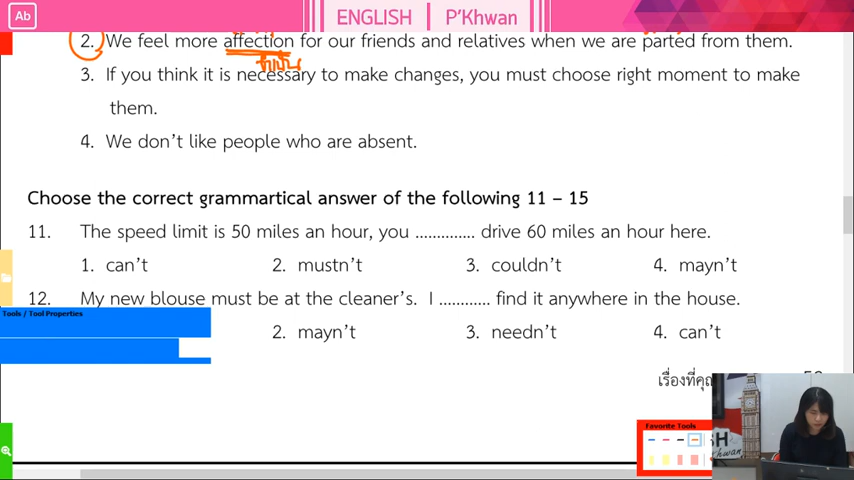 Ab ENGLISH P'Khwan
2. We feel more affection for our friends and relatives when we are parted from them.
3. If you think it is necessary to make changes, you must choose right moment to make
them.
4. We don't like people who are absent.
Choose the correct grammartical answer of the following 11 – 15
11. The speed limit is 50 miles an hour, you .............. drive 60 miles an hour here.
1. can't 2. mustn't 3. couldn't 4. mayn't
12. My new blouse must be at the cleaner's. I ............ find it anywhere in the house.
Tools / Tool Properties
2. mayn't 3. needn't 4. can't
เรื่องที่คุ
Favorite Tools